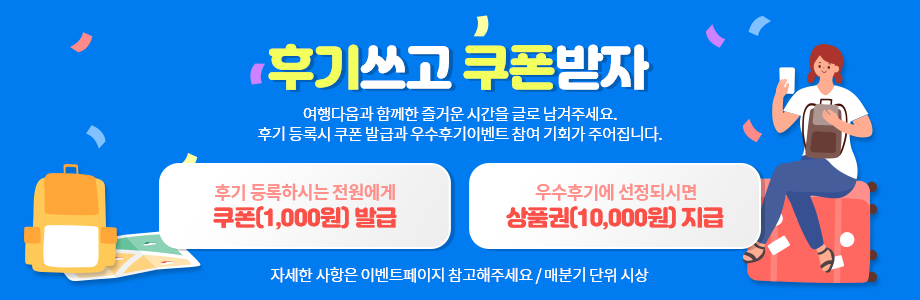 후기쓰고 쿠폰받자
여행다움과 함께한 즐거운 시간을 글로 남겨주세요.
후기 등록시 쿠폰 발급과 우수후기이벤트 참여 기회가 주어집니다.
후기 등록하시는 전원에게
쿠폰(1,000원) 발급
우수후기에 선정되시면
상품권(10,000원) 지급
자세한 사항은 이벤트페이지 참고해주세요 / 매분기 단위 시상